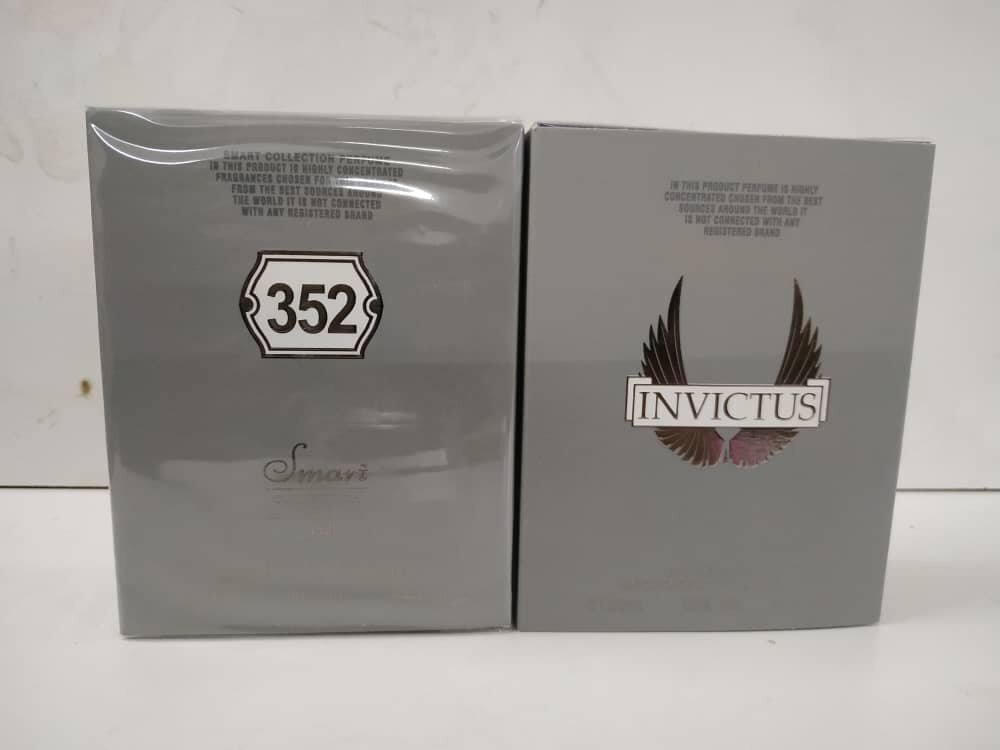 SMART COLLECTION PERFUME
IN THIS PRODUCT IS HIGHLY CONCENTRATED
FRAGRANCES CHOSEN FOR
FROM THE BEST SOURCES AROUND
THE WORLD IT IS NOT CONNECTED
WITH ANY REGISTERED BRAND
352
Smart
IN THIS PRODUCT PERFUME IS HIGHLY
CONCENTRATED CHOSEN FROM THE BEST
SOURCES AROUND THE WORLD IT
IS NOT CONNECTED WITH ANY
REGISTERED BRAND
INVICTUS